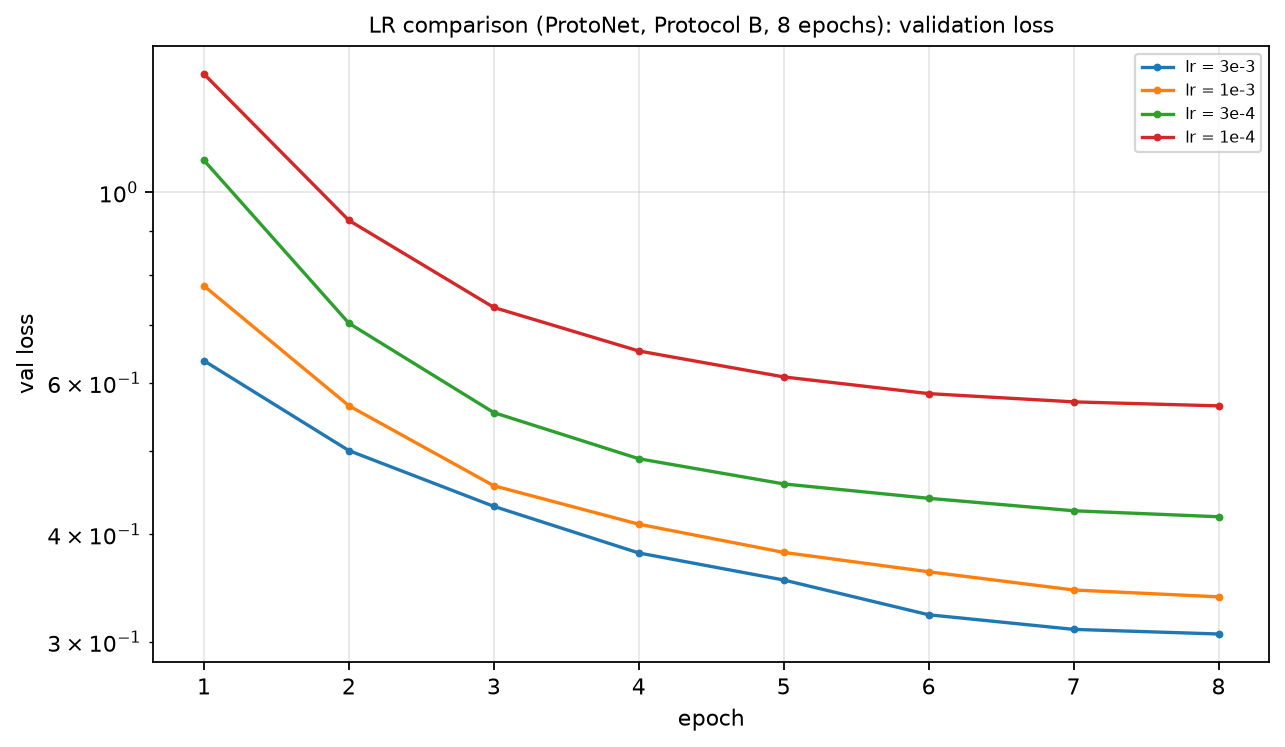 LR comparison (ProtoNet, Protocol B, 8 epochs): validation loss
lr = 3e-3
lr = 1e-3
lr = 3e-4
lr = 1e-4
val loss
10⁰
6 × 10⁻¹
4 × 10⁻¹
3 × 10⁻¹
1 2 3 4 5 6 7 8
epoch